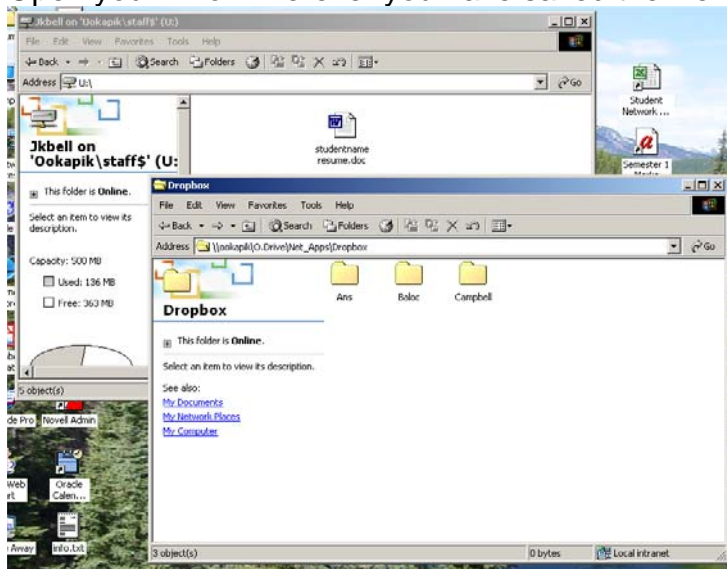 Jkbell on 'Ookapik\staff$' (U:)
File Edit View Favorites Tools Help
Back Search Folders
Address U:\ Go
Jkbell on
'Ookapik\staff$' (U:
This folder is Online.
Select an item to view its
description.
Capacity: 500 MB
Used: 136 MB
Free: 363 MB
5 object(s)
studentname
resume.doc
Student
Network ...
Semester 1
Dropbox
File Edit View Favorites Tools Help
Back Search Folders
Address \\ookapik\O.Drive\Net_Apps\Dropbox Go
Dropbox
This folder is Online.
Select an item to view its description.
See also:
My Documents
My Network Places
My Computer
Ans Baloc Campbell
3 object(s) 0 bytes Local intranet
de Pro Novell Admin
Web Oracle
Calen...
Away info.txt